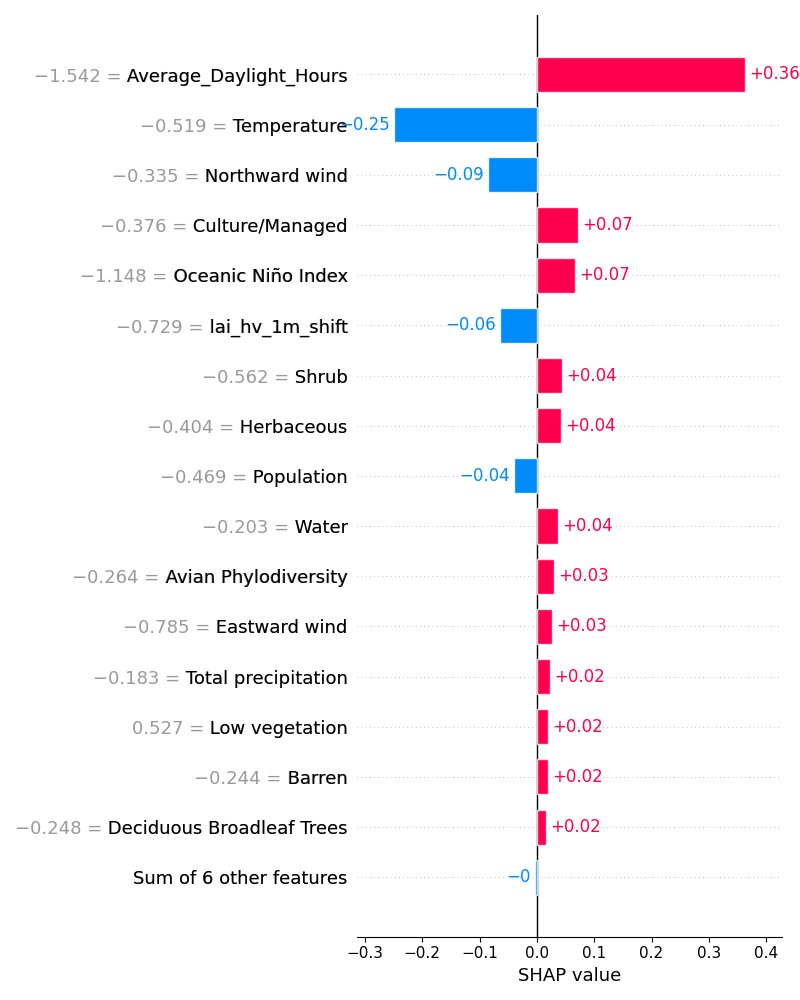 −1.542 = Average_Daylight_Hours +0.36
−0.519 = Temperature −0.25
−0.335 = Northward wind −0.09
−0.376 = Culture/Managed +0.07
−1.148 = Oceanic Niño Index +0.07
−0.729 = lai_hv_1m_shift −0.06
−0.562 = Shrub +0.04
−0.404 = Herbaceous +0.04
−0.469 = Population −0.04
−0.203 = Water +0.04
−0.264 = Avian Phylodiversity +0.03
−0.785 = Eastward wind +0.03
−0.183 = Total precipitation +0.02
0.527 = Low vegetation +0.02
−0.244 = Barren +0.02
−0.248 = Deciduous Broadleaf Trees +0.02
Sum of 6 other features −0
−0.3 −0.2 −0.1 0.0 0.1 0.2 0.3 0.4
SHAP value